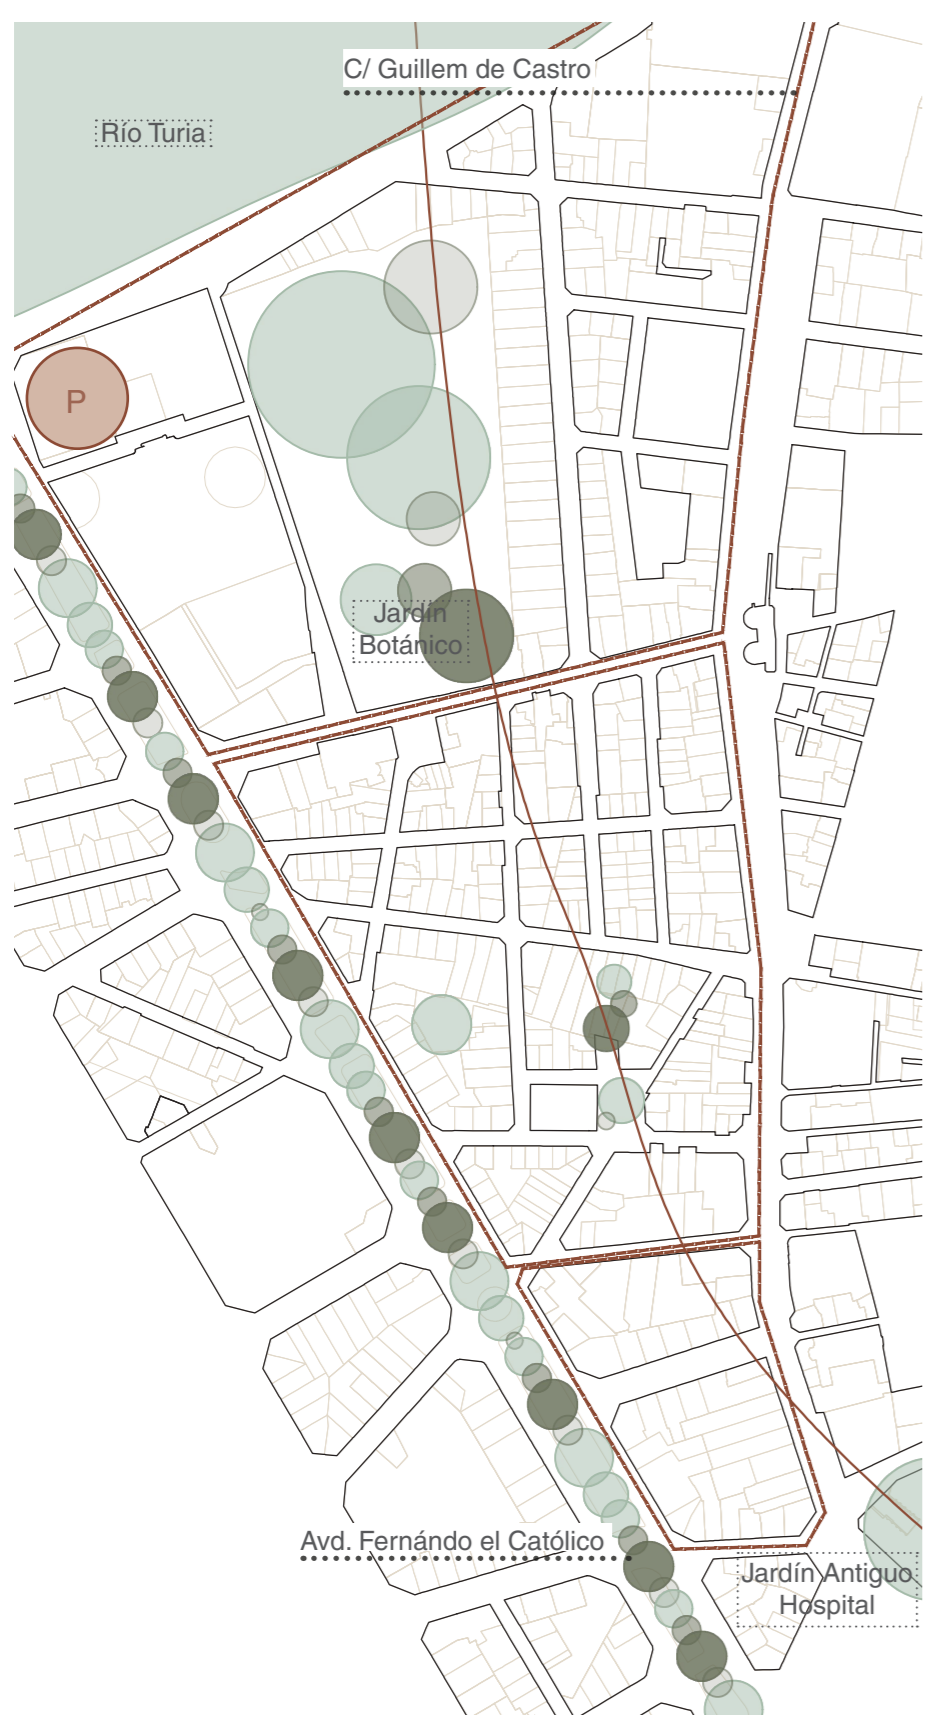 C/ Guillem de Castro
Río Turia
P
Jardín
Botánico
Avd. Fernándo el Católico
Jardín Antiguo
Hospital